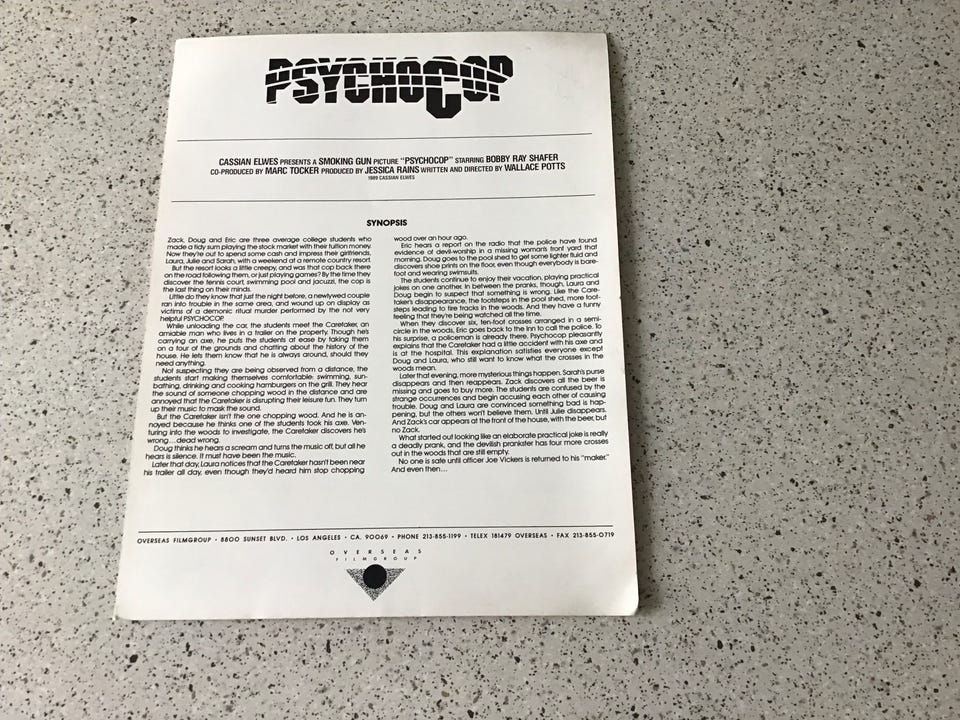 PSYCHOCOP
CASSIAN ELWES PRESENTS A SMOKING GUN PICTURE "PSYCHOCOP" STARRING BOBBY RAY SHAFER
CO-PRODUCED BY MARC TOCKER PRODUCED BY JESSICA RAINS WRITTEN AND DIRECTED BY WALLACE POTTS
1989 CASSIAN ELWES
SYNOPSIS
Zack, Doug and Eric are three average college students who
made a tidy sum playing the stock market with their tuition money.
Now they're out to spend some cash and impress their girlfriends,
Laura, Julie and Sarah, with a weekend at a remote country resort.
But the resort looks a little creepy, and was that cop back there
on the road following them, or just playing games? By the time they
discover the tennis court, swimming pool and jacuzzi, the cop is
the last thing on their minds.
Little do they know that just the night before, a newlywed couple
ran into trouble in the same area, and wound up on display as
victims of a demonic ritual murder performed by the not very
helpful PSYCHOCOP.
While unloading the car, the students meet the Caretaker, an
amiable man who lives in a trailer on the property. Though he's
carrying an axe, he puts the students at ease by taking them
on a tour of the grounds and chatting about the history of the
house. He lets them know that he is always around, should they
need anything.
Not suspecting they are being observed from a distance, the
students start making themselves comfortable: swimming, sun-
bathing, drinking and cooking hamburgers on the grill. They hear
the sound of someone chopping wood in the distance and are
annoyed that the Caretaker is disrupting their leisure fun. They turn
up their music to mask the sound.
But the Caretaker isn't the one chopping wood. And he is an-
noyed because he thinks one of the students took his axe. Ven-
turing into the woods to investigate, the Caretaker discovers he's
wrong...dead wrong.
Doug thinks he hears a scream and turns the music off, but all he
hears is silence. It must have been the music.
Later that day, Laura notices that the Caretaker hasn't been near
his trailer all day, even though they'd heard him stop chopping
wood over an hour ago.
Eric hears a report on the radio that the police have found
evidence of devil-worship in a missing woman's front yard that
morning. Doug goes to the pool shed to get some lighter fluid and
discovers shoe prints on the floor, even though everybody is bare-
foot and wearing swimsuits.
The students continue to enjoy their vacation, playing practical
jokes on one another. In between the pranks, though, Laura and
Doug begin to suspect that something is wrong. Like the Care-
taker's disappearance, the footsteps in the pool shed, more foot-
steps leading to tire tracks in the woods. And they have a funny
feeling that they're being watched all the time.
When they discover six, ten-foot crosses arranged in a semi-
circle in the woods, Eric goes back to the Inn to call the police. To
his surprise, a policeman is already there. Psychocop pleasantly
explains that the Caretaker had a little accident with his axe and
is at the hospital. This explanation satisfies everyone except
Doug and Laura, who still want to know what the crosses in the
woods mean.
Later that evening, more mysterious things happen. Sarah's purse
disappears and then reappears. Zack discovers all the beer is
missing and goes to buy more. The students are confused by the
strange occurrences and begin accusing each other of causing
trouble. Doug and Laura are convinced something bad is hap-
pening, but the others won't believe them. Until Julie disappears.
And Zack's car appears at the front of the house, with the beer, but
no Zack.
What started out looking like an elaborate practical joke is really
a deadly prank, and the devilish prankster has four more crosses
out in the woods that are still empty.
No one is safe until officer Joe Vickers is returned to his "maker."
And even then...
OVERSEAS FILMGROUP • 8800 SUNSET BLVD. • LOS ANGELES • CA. 90069 • PHONE 213-855-1199 • TELEX 181479 OVERSEAS • FAX 213-855-0719
OVERSEAS
FILMGROUP